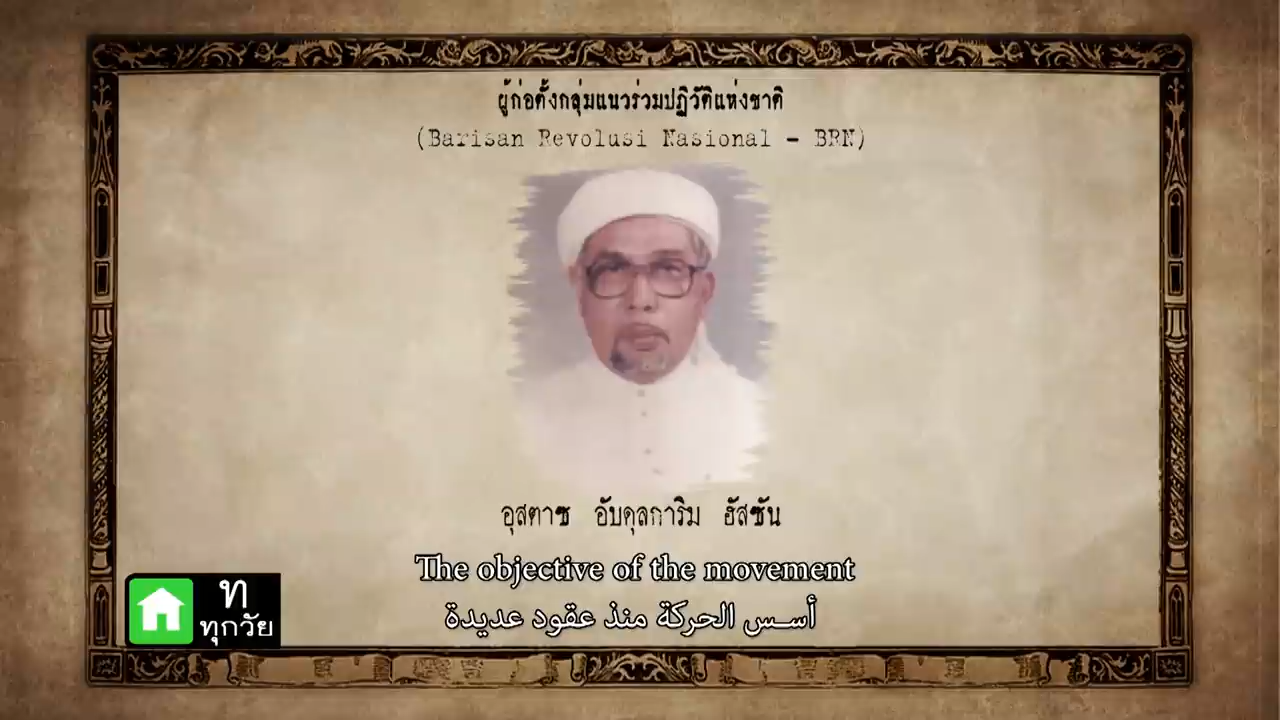 ผู้ก่อตั้งกลุ่มแนวร่วมปฏิวัติแห่งชาติ
(Barisan Revolusi Nasional - BRN)
อุสตาซ อับดุลการิม ฮัสซัน
The objective of the movement
أسس الحركة منذ عقود عديدة
ท
ทุกวัย